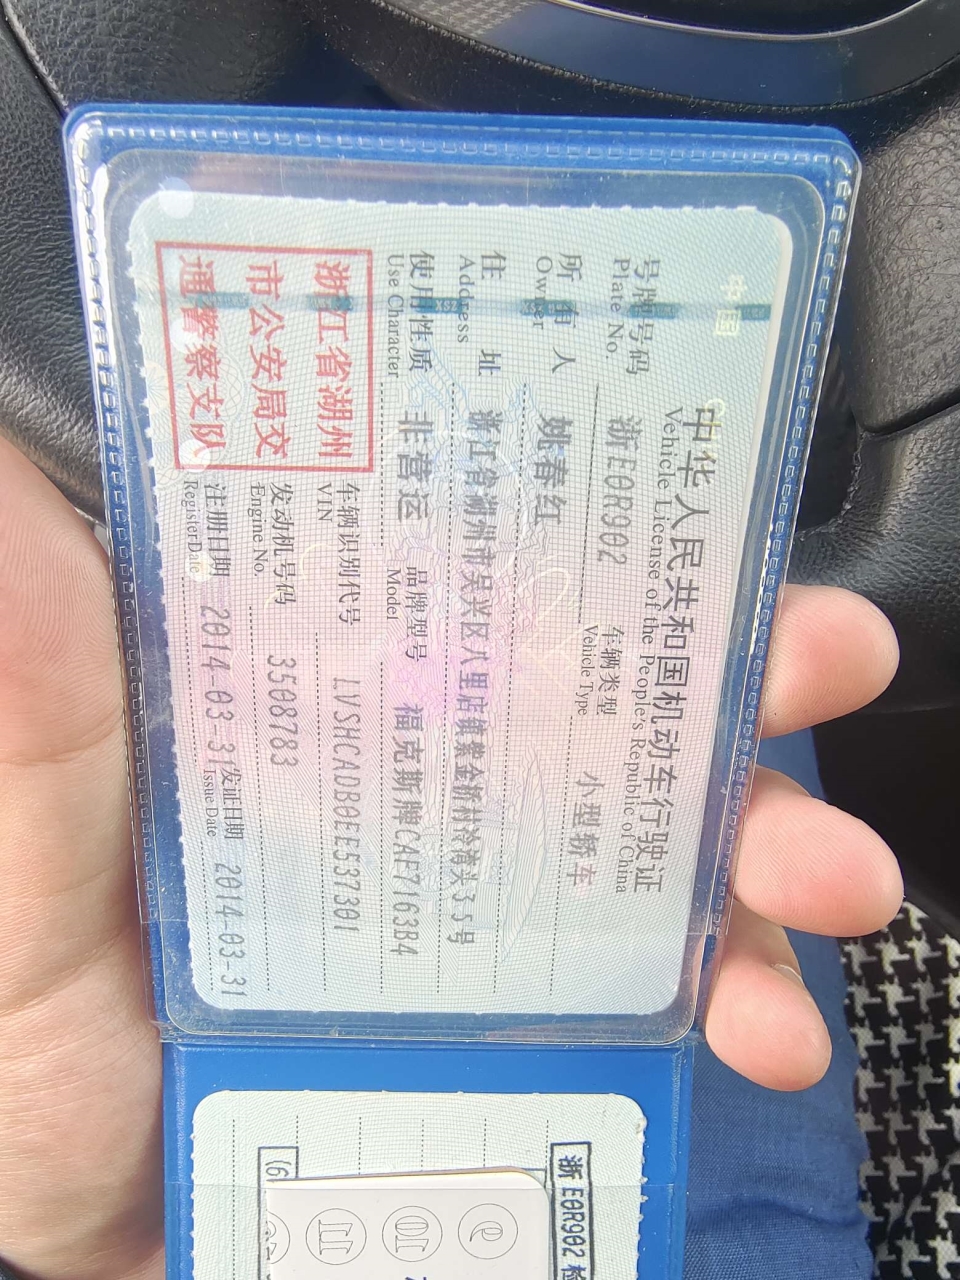 中国
中华人民共和国机动车行驶证
Vehicle License of the People's Republic of China
号牌号码 浙E0R902 车辆类型 小型轿车
Plate No. Vehicle Type
所有人 姚春红
Owner
住址 浙江省湖州市吴兴区八里店镇紫金桥村冷潜头35号
Address
使用性质 非营运 品牌型号 福克斯牌CAF7163B4
Use Character Model
浙江省湖州
市公安局交
通警察支队
车辆识别代号 LVSHCADB0EE537301
VIN
发动机号码 3508783
Engine No.
注册日期 2014-03-31 发证日期 2014-03-31
Register Date Issue Date
浙E0R902 检